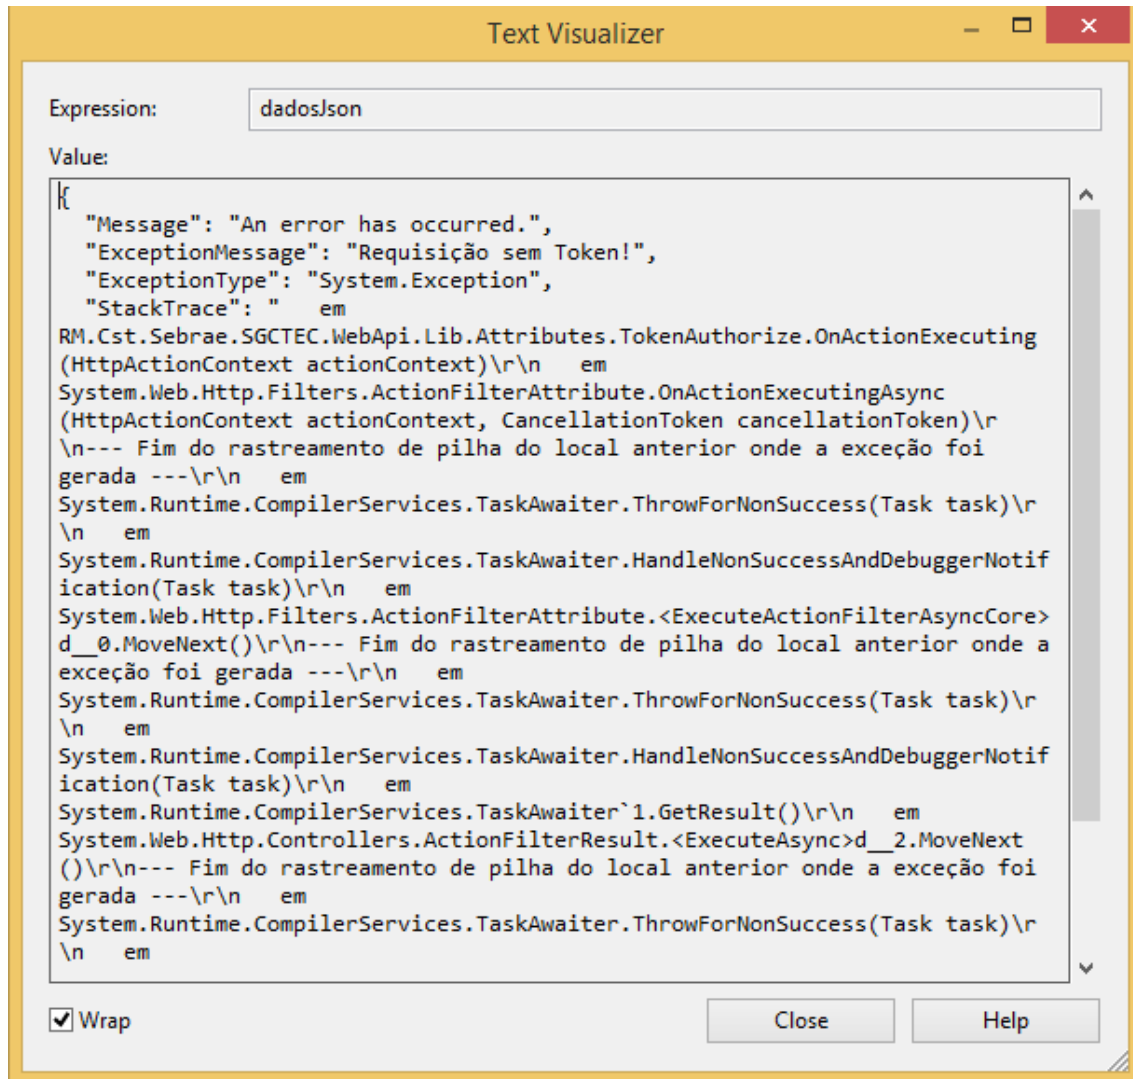 Text Visualizer
Expression: dadosJson
Value:
{
"Message": "An error has occurred.",
"ExceptionMessage": "Requisição sem Token!",
"ExceptionType": "System.Exception",
"StackTrace": "   em
RM.Cst.Sebrae.SGCTEC.WebApi.Lib.Attributes.TokenAuthorize.OnActionExecuting
(HttpActionContext actionContext)\r\n   em
System.Web.Http.Filters.ActionFilterAttribute.OnActionExecutingAsync
(HttpActionContext actionContext, CancellationToken cancellationToken)\r
\n--- Fim do rastreamento de pilha do local anterior onde a exceção foi
gerada ---\r\n   em
System.Runtime.CompilerServices.TaskAwaiter.ThrowForNonSuccess(Task task)\r
\n   em
System.Runtime.CompilerServices.TaskAwaiter.HandleNonSuccessAndDebuggerNotif
ication(Task task)\r\n   em
System.Web.Http.Filters.ActionFilterAttribute.<ExecuteActionFilterAsyncCore>
d__0.MoveNext()\r\n--- Fim do rastreamento de pilha do local anterior onde a
exceção foi gerada ---\r\n   em
System.Runtime.CompilerServices.TaskAwaiter.ThrowForNonSuccess(Task task)\r
\n   em
System.Runtime.CompilerServices.TaskAwaiter.HandleNonSuccessAndDebuggerNotif
ication(Task task)\r\n   em
System.Runtime.CompilerServices.TaskAwaiter`1.GetResult()\r\n   em
System.Web.Http.Controllers.ActionFilterResult.<ExecuteAsync>d__2.MoveNext
()\r\n--- Fim do rastreamento de pilha do local anterior onde a exceção foi
gerada ---\r\n   em
System.Runtime.CompilerServices.TaskAwaiter.ThrowForNonSuccess(Task task)\r
\n   em
Wrap Close Help